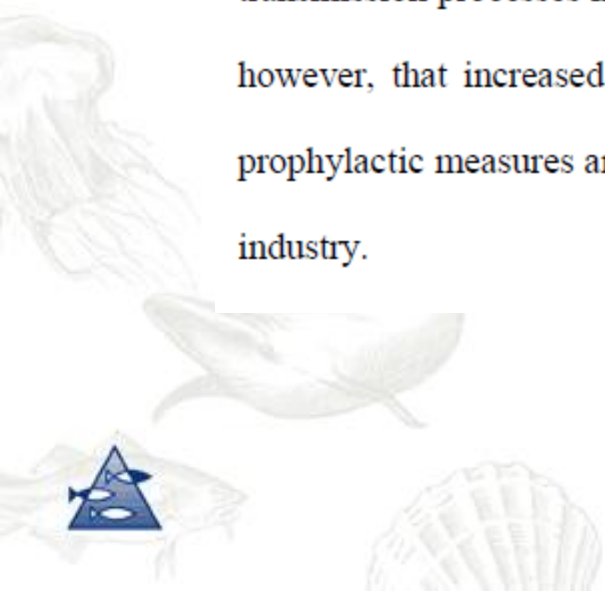 however, that increased
prophylactic measures
industry.